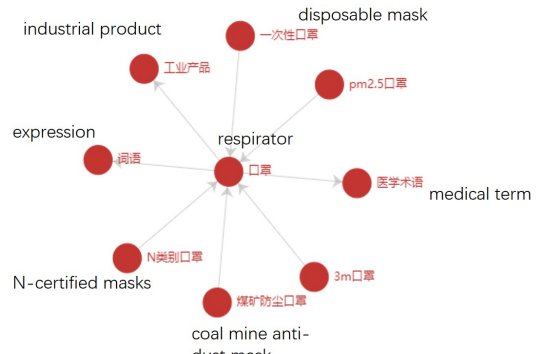 disposable mask
industrial product
一次性口罩
工业产品
pm2.5口罩
expression
respirator
词语
口罩
医学术语
medical term
N类别口罩
3m口罩
N-certified masks
煤矿防尘口罩
coal mine anti-
dust mask